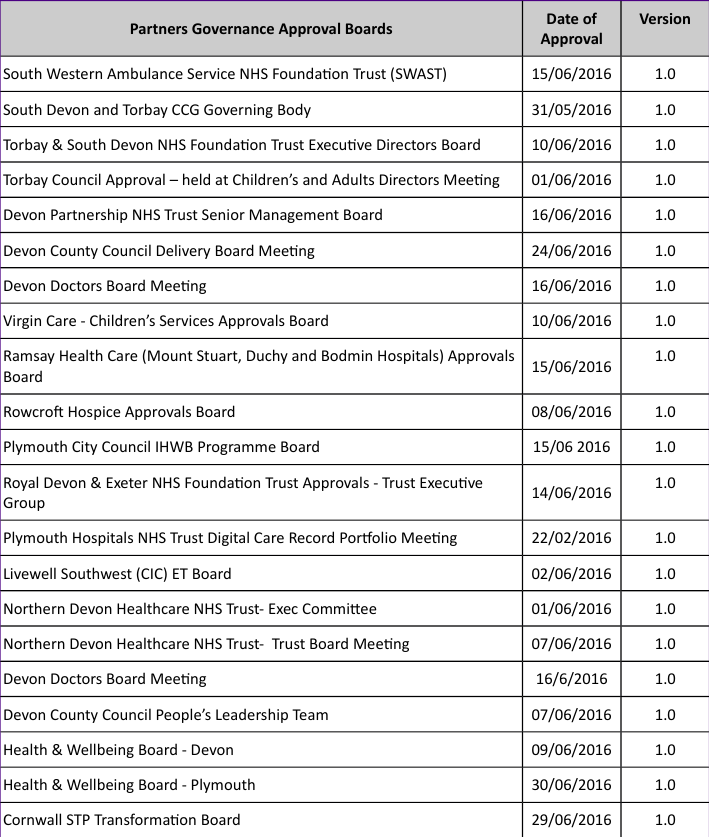 Partners Governance Approval Boards Date of Approval Version
South Western Ambulance Service NHS Foundation Trust (SWAST) 15/06/2016 1.0
South Devon and Torbay CCG Governing Body 31/05/2016 1.0
Torbay & South Devon NHS Foundation Trust Executive Directors Board 10/06/2016 1.0
Torbay Council Approval – held at Children’s and Adults Directors Meeting 01/06/2016 1.0
Devon Partnership NHS Trust Senior Management Board 16/06/2016 1.0
Devon County Council Delivery Board Meeting 24/06/2016 1.0
Devon Doctors Board Meeting 16/06/2016 1.0
Virgin Care - Children’s Services Approvals Board 10/06/2016 1.0
Ramsay Health Care (Mount Stuart, Duchy and Bodmin Hospitals) Approvals
Board 15/06/2016 1.0
Rowcroft Hospice Approvals Board 08/06/2016 1.0
Plymouth City Council IHWB Programme Board 15/06 2016 1.0
Royal Devon & Exeter NHS Foundation Trust Approvals - Trust Executive
Group 14/06/2016 1.0
Plymouth Hospitals NHS Trust Digital Care Record Portfolio Meeting 22/02/2016 1.0
Livewell Southwest (CIC) ET Board 02/06/2016 1.0
Northern Devon Healthcare NHS Trust- Exec Committee 01/06/2016 1.0
Northern Devon Healthcare NHS Trust- Trust Board Meeting 07/06/2016 1.0
Devon Doctors Board Meeting 16/6/2016 1.0
Devon County Council People’s Leadership Team 07/06/2016 1.0
Health & Wellbeing Board - Devon 09/06/2016 1.0
Health & Wellbeing Board - Plymouth 30/06/2016 1.0
Cornwall STP Transformation Board 29/06/2016 1.0